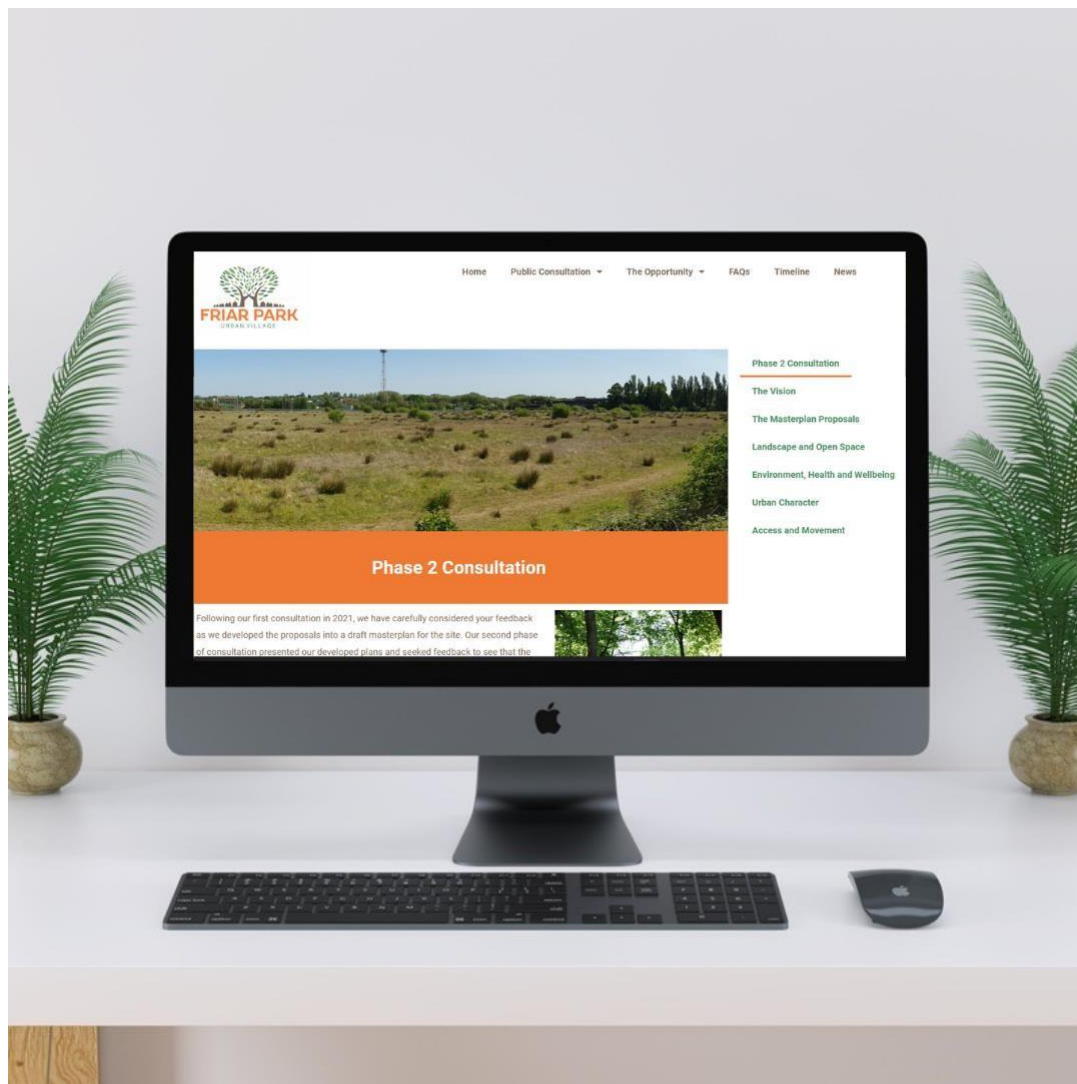 Home Public Consultation The Opportunity FAQs Timeline News
FRIAR PARK
URBAN VILLAGE
Phase 2 Consultation
The Vision
The Masterplan Proposals
Landscape and Open Space
Environment, Health and Wellbeing
Urban Character
Access and Movement
Phase 2 Consultation
Following our first consultation in 2021, we have carefully considered your feedback
as we developed the proposals into a draft masterplan for the site. Our second phase
of consultation presented our developed plans and seeked feedback to see that the